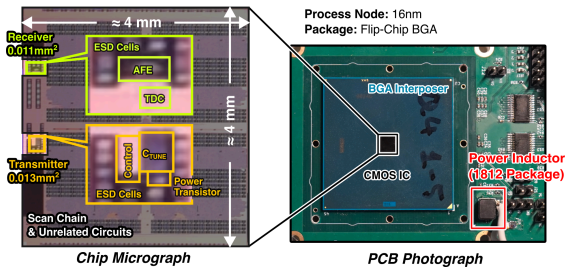 ≈ 4 mm
Process Node: 16nm
Package: Flip-Chip BGA
Receiver
0.011mm²
ESD Cells
AFE
TDC
≈4 mm
Transmitter
0.013mm²
Control
CTUNE
Power
Transistor
ESD Cells
Scan Chain
& Unrelated Circuits
BGA Interposer
CMOS IC
Power Inductor
(1812 Package)
Chip Micrograph
PCB Photograph